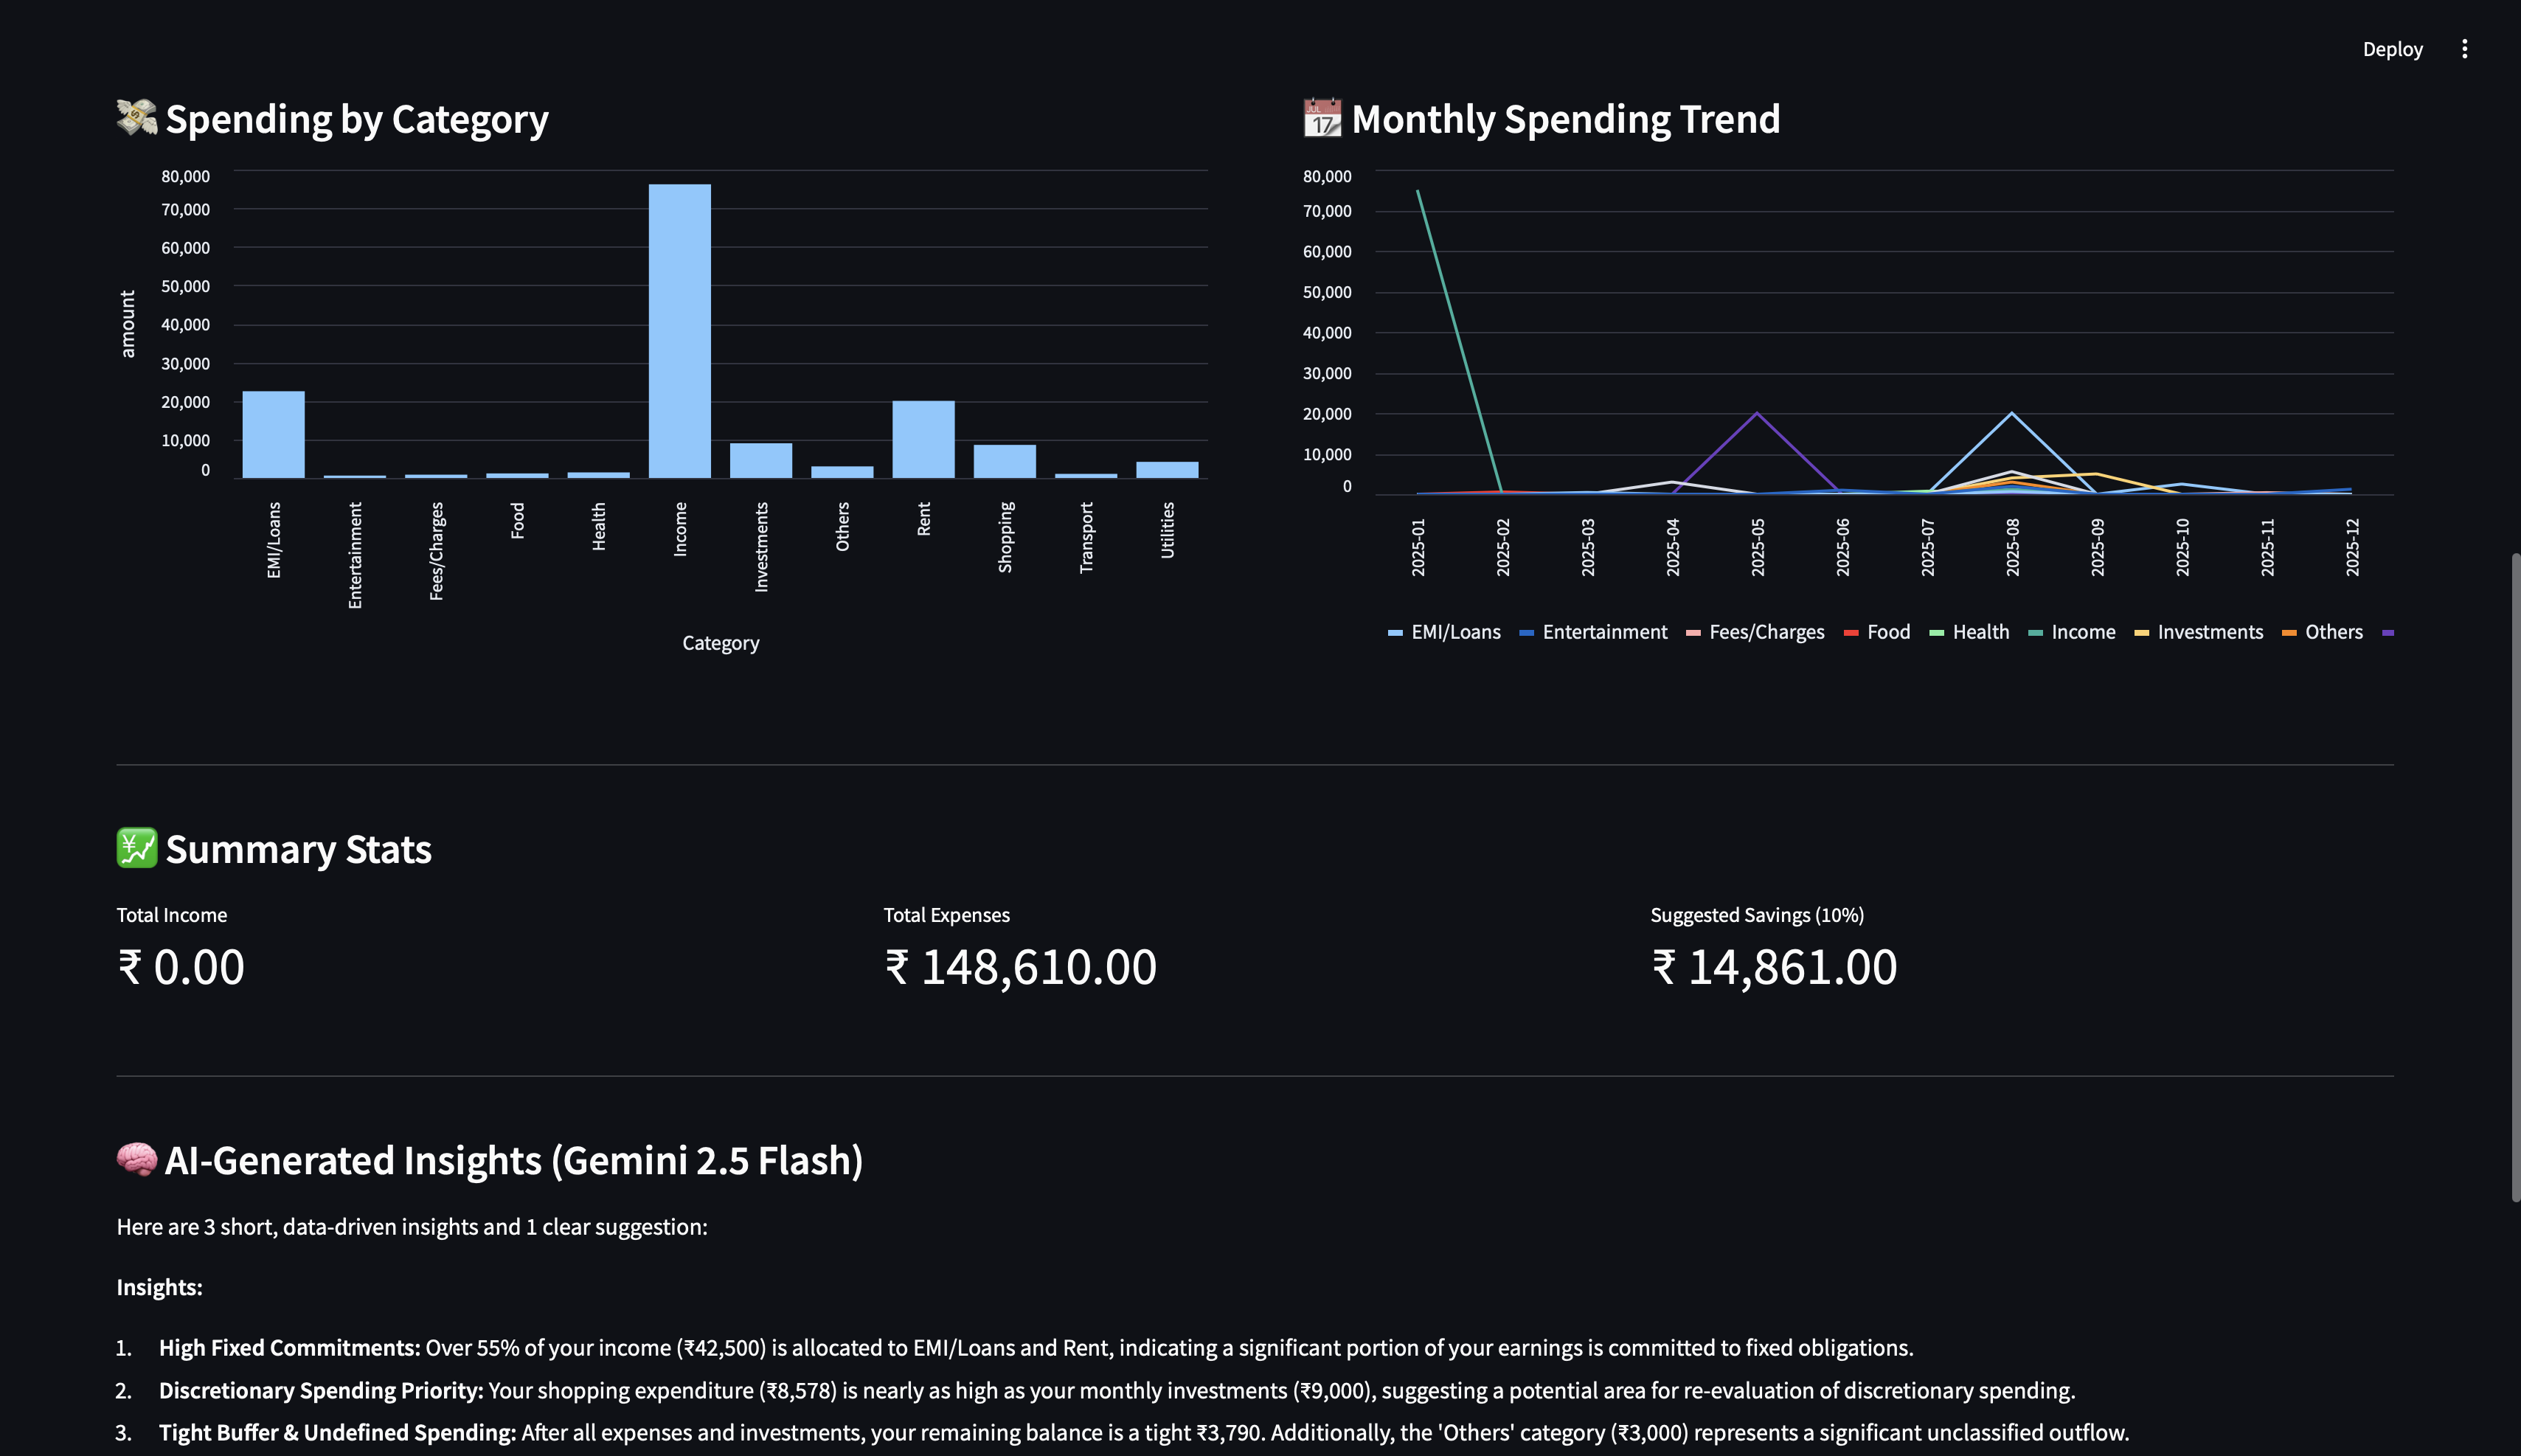 Deploy
Spending by Category
80,000
70,000
60,000
50,000
40,000
30,000
20,000
10,000
0
amount
EMI/Loans
Entertainment
Fees/Charges
Food
Health
Income
Investments
Others
Rent
Shopping
Transport
Utilities
Category
JUL
17
Monthly Spending Trend
80,000
70,000
60,000
50,000
40,000
30,000
20,000
10,000
0
2025-01
2025-02
2025-03
2025-04
2025-05
2025-06
2025-07
2025-08
2025-09
2025-10
2025-11
2025-12
EMI/Loans Entertainment Fees/Charges Food Health Income Investments Others
¥
Summary Stats
Total Income
₹ 0.00
Total Expenses
₹ 148,610.00
Suggested Savings (10%)
₹ 14,861.00
AI-Generated Insights (Gemini 2.5 Flash)
Here are 3 short, data-driven insights and 1 clear suggestion:
Insights:
1. High Fixed Commitments: Over 55% of your income (₹42,500) is allocated to EMI/Loans and Rent, indicating a significant portion of your earnings is committed to fixed obligations.
2. Discretionary Spending Priority: Your shopping expenditure (₹8,578) is nearly as high as your monthly investments (₹9,000), suggesting a potential area for re-evaluation of discretionary spending.
3. Tight Buffer & Undefined Spending: After all expenses and investments, your remaining balance is a tight ₹3,790. Additionally, the 'Others' category (₹3,000) represents a significant unclassified outflow.